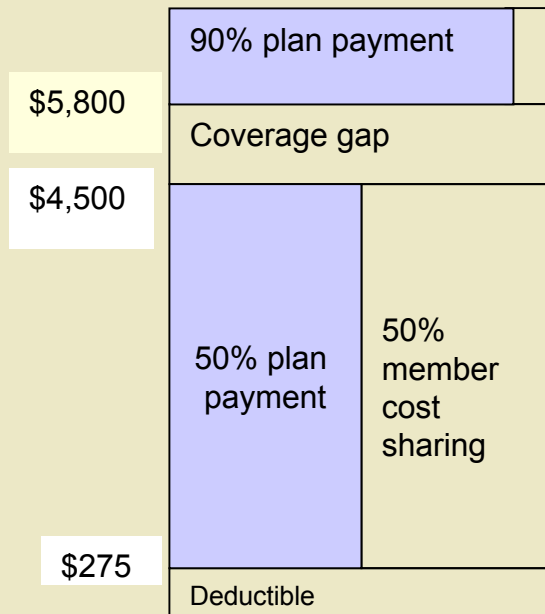 90% plan payment
$5,800
Coverage gap
$4,500
50% plan
payment
50%
member
cost
sharing
$275
Deductible